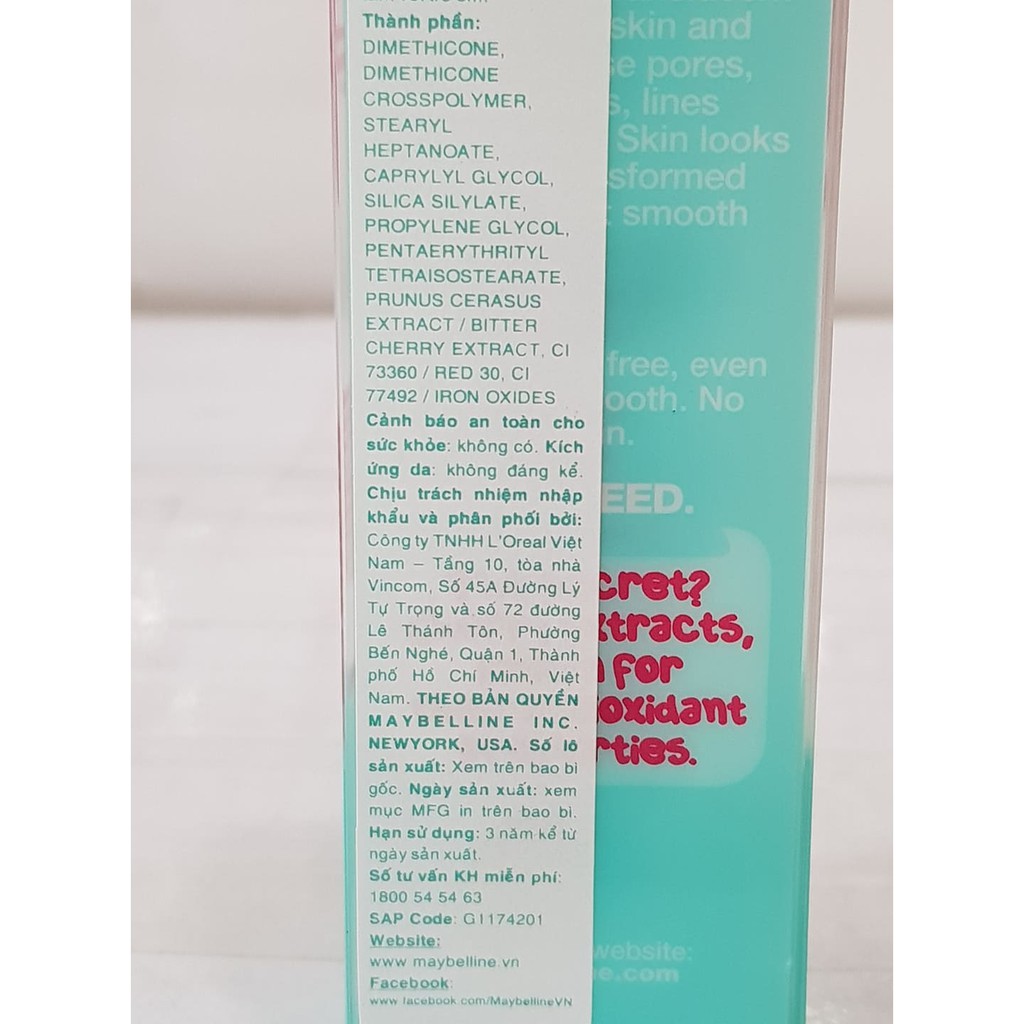 Thành phần:
DIMETHICONE,
DIMETHICONE
CROSSPOLYMER,
STEARYL
HEPTANOATE,
CAPRYLYL GLYCOL,
SILICA SILYLATE,
PROPYLENE GLYCOL,
PENTAERYTHRITYL
TETRAISOSTEARATE,
PRUNUS CERASUS
EXTRACT / BITTER
CHERRY EXTRACT, CI
73360 / RED 30, CI
77492 / IRON OXIDES
Cảnh báo an toàn cho
sức khỏe: không có. Kích
ứng da: không đáng kể.
Chịu trách nhiệm nhập
khẩu và phân phối bởi:
Công ty TNHH L'Oreal Việt
Nam – Tầng 10, tòa nhà
Vincom, Số 45A Đường Lý
Tự Trọng và số 72 đường
Lê Thánh Tôn, Phường
Bến Nghé, Quận 1, Thành
phố Hồ Chí Minh, Việt
Nam. THEO BẢN QUYỀN
MAYBELLINE INC.
NEWYORK, USA. Số lô
sản xuất: Xem trên bao bì
gốc. Ngày sản xuất: xem
mục MFG in trên bao bì.
Hạn sử dụng: 3 năm kể từ
ngày sản xuất.
Số tư vấn KH miễn phí:
1800 54 54 63
SAP Code: G1174201
Website:
www.maybelline.vn
Facebook:
www.facebook.com/MaybellineVN
skin and
pores,
lines
Skin looks
sformed
smooth
free, even
ooth. No
n.
EED.
cret?
xtracts,
for
oxidant
rties.
website:
e.com